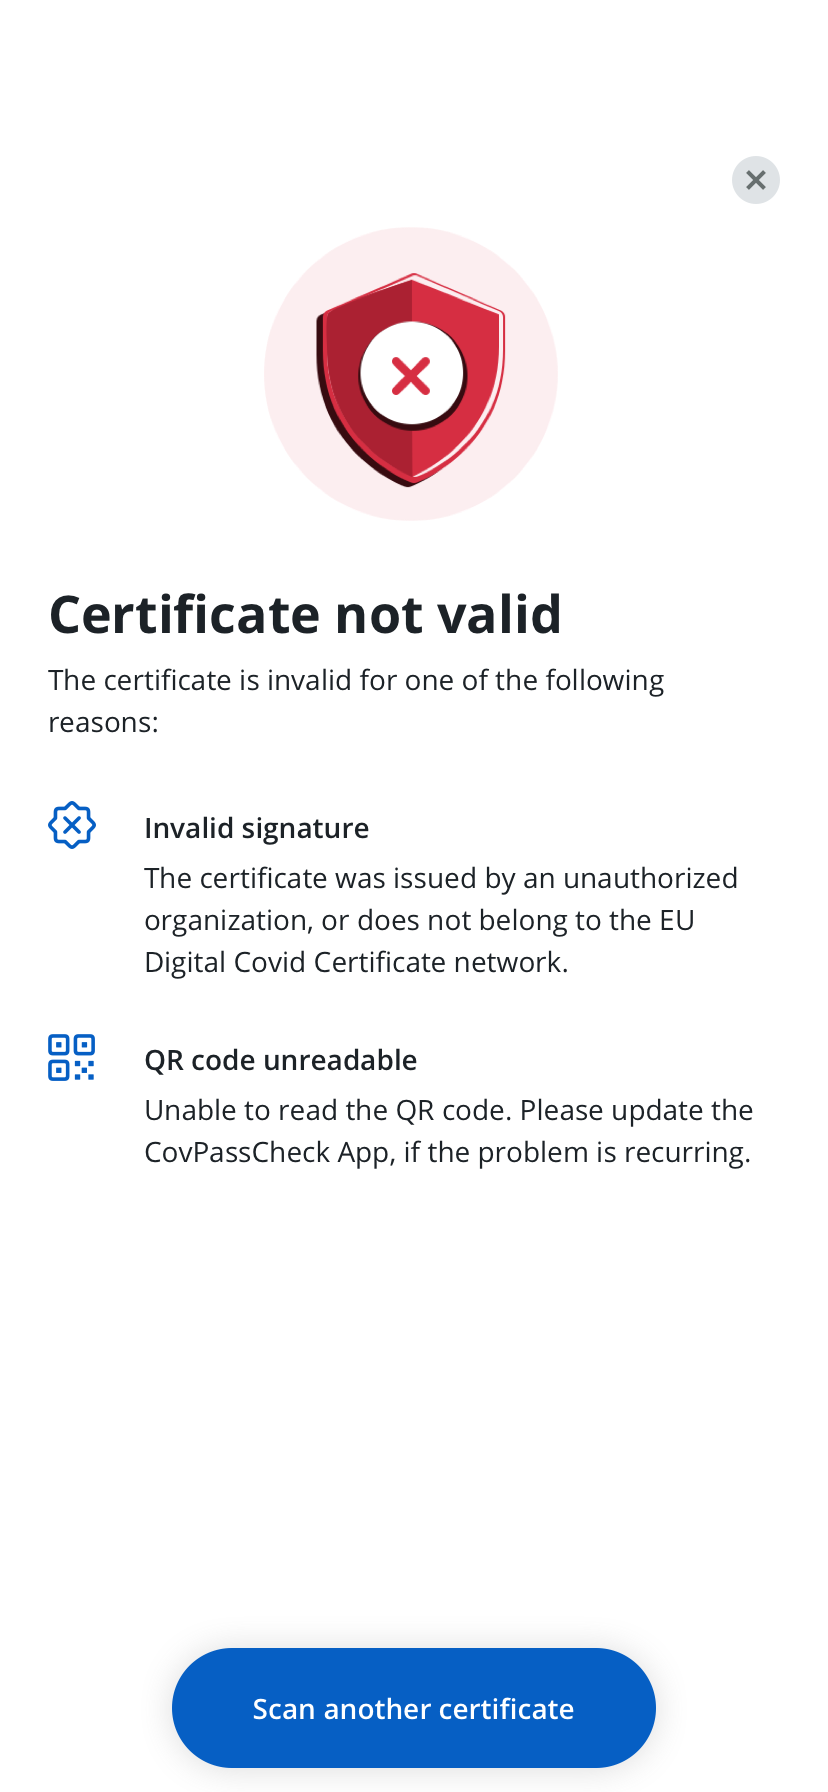 Certificate not valid
The certificate is invalid for one of the following
reasons:
Invalid signature
The certificate was issued by an unauthorized
organization, or does not belong to the EU
Digital Covid Certificate network.
QR code unreadable
Unable to read the QR code. Please update the
CovPassCheck App, if the problem is recurring.
Scan another certificate